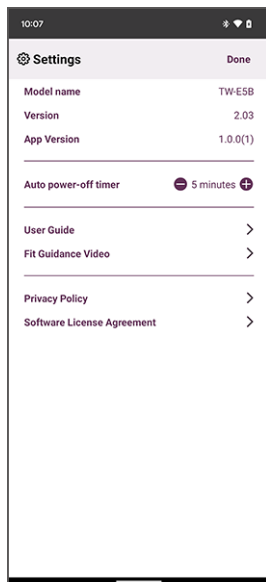 10:07
Settings Done
Model name TW-E5B
Version 2.03
App Version 1.0.0(1)
Auto power-off timer 5 minutes
User Guide
Fit Guidance Video
Privacy Policy
Software License Agreement